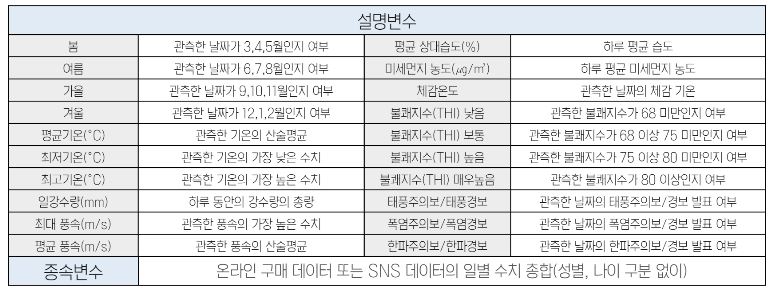 설명변수
봄 관측한 날짜가 3,4,5월인지 여부 평균 상대습도(%) 하루 평균 습도
여름 관측한 날짜가 6,7,8월인지 여부 미세먼지 농도(㎍/㎥) 하루 평균 미세먼지 농도
가을 관측한 날짜가 9,10,11월인지 여부 체감온도 관측한 날짜의 체감 기온
겨울 관측한 날짜가 12,1,2월인지 여부 불쾌지수(THI) 낮음 관측한 불쾌지수가 68 미만인지 여부
평균기온(°C) 관측한 기온의 산술평균 불쾌지수(THI) 보통 관측한 불쾌지수가 68 이상 75 미만인지 여부
최저기온(°C) 관측한 기온의 가장 낮은 수치 불쾌지수(THI) 높음 관측한 불쾌지수가 75 이상 80 미만인지 여부
최고기온(°C) 관측한 기온의 가장 높은 수치 불쾌지수(THI) 매우높음 관측한 불쾌지수가 80 이상인지 여부
일강수량(mm) 하루 동안의 강수량의 총량 태풍주의보/태풍경보 관측한 날짜의 태풍주의보/경보 발표 여부
최대 풍속(m/s) 관측한 풍속의 가장 높은 수치 폭염주의보/폭염경보 관측한 날짜의 폭염주의보/경보 발표 여부
평균 풍속(m/s) 관측한 풍속의 산술평균 한파주의보/한파경보 관측한 날짜의 한파주의보/경보 발표 여부
종속변수 온라인 구매 데이터 또는 SNS 데이터의 일별 수치 총합(성별, 나이 구분 없이)